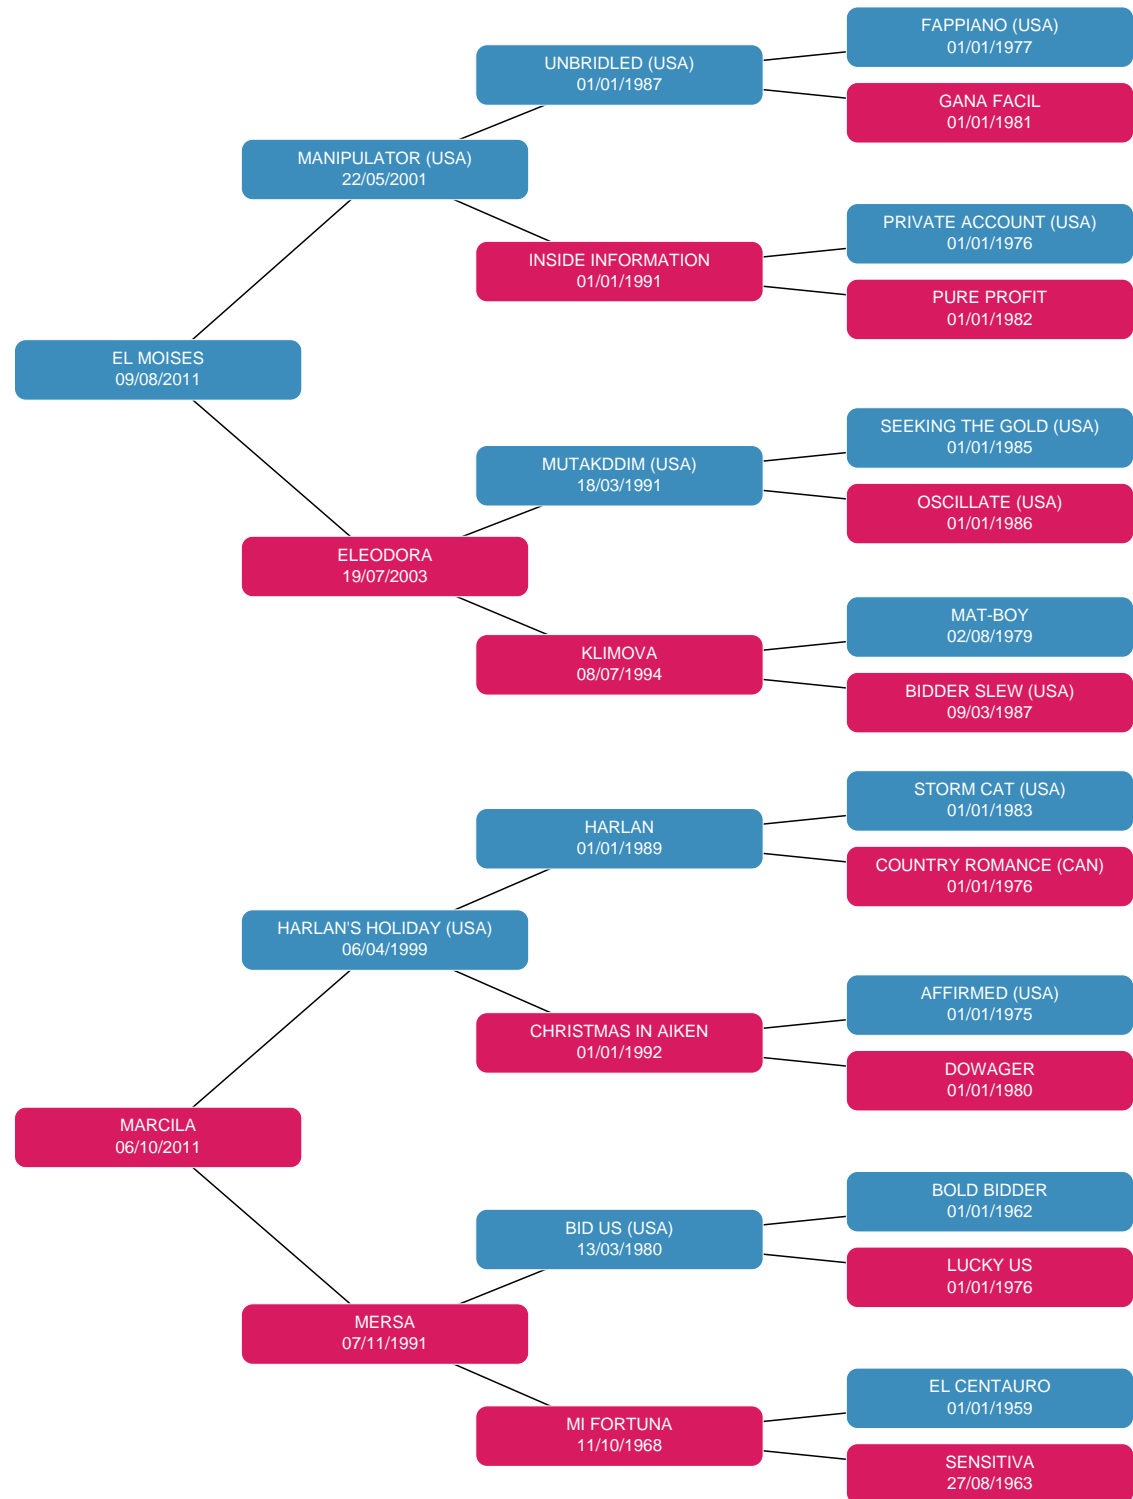 FAPPIANO (USA)
01/01/1977
UNBRIDLED (USA)
01/01/1987
GANA FACIL
01/01/1981
MANIPULATOR (USA)
22/05/2001
PRIVATE ACCOUNT (USA)
01/01/1976
INSIDE INFORMATION
01/01/1991
PURE PROFIT
01/01/1982
EL MOISES
09/08/2011
SEEKING THE GOLD (USA)
01/01/1985
MUTAKDDIM (USA)
18/03/1991
OSCILLATE (USA)
01/01/1986
ELEODORA
19/07/2003
MAT-BOY
02/08/1979
KLIMOVA
08/07/1994
BIDDER SLEW (USA)
09/03/1987
STORM CAT (USA)
01/01/1983
HARLAN
01/01/1989
COUNTRY ROMANCE (CAN)
01/01/1976
HARLAN'S HOLIDAY (USA)
06/04/1999
AFFIRMED (USA)
01/01/1975
CHRISTMAS IN AIKEN
01/01/1992
DOWAGER
01/01/1980
MARCILA
06/10/2011
BOLD BIDDER
01/01/1962
BID US (USA)
13/03/1980
LUCKY US
01/01/1976
MERSA
07/11/1991
EL CENTAURO
01/01/1959
MI FORTUNA
11/10/1968
SENSITIVA
27/08/1963